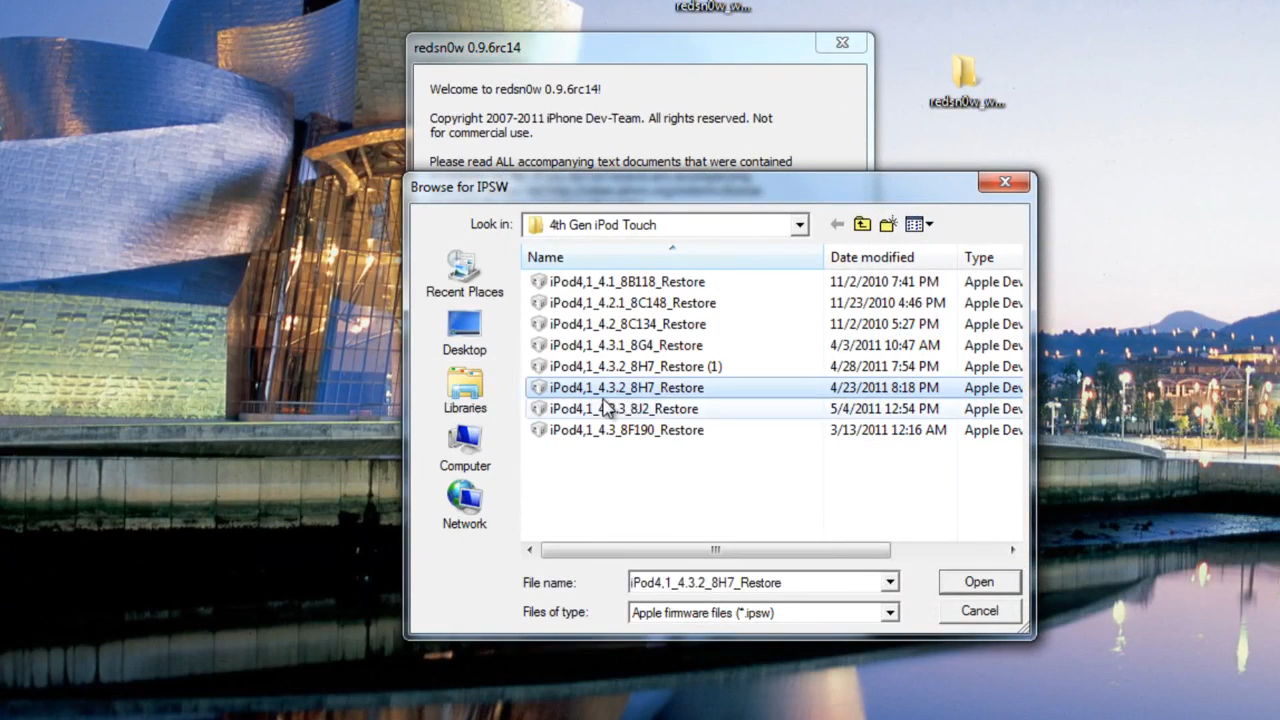 redsn0w_w...
redsn0w 0.9.6rc14
redsn0w_w...
Welcome to redsn0w 0.9.6rc14!
Copyright 2007-2011 iPhone Dev-Team. All rights reserved. Not
for commercial use.
Please read ALL accompanying text documents that were contained
Browse for IPSW
Look in:
4th Gen iPod Touch
Recent Places
Desktop
Libraries
Computer
Network
Name Date modified Type
iPod4,1_4.1_8B118_Restore 11/2/2010 7:41 PM Apple Dev
iPod4,1_4.2.1_8C148_Restore 11/23/2010 4:46 PM Apple Dev
iPod4,1_4.2_8C134_Restore 11/2/2010 5:27 PM Apple Dev
iPod4,1_4.3.1_8G4_Restore 4/3/2011 10:47 AM Apple Dev
iPod4,1_4.3.2_8H7_Restore (1) 4/28/2011 7:54 PM Apple Dev
iPod4,1_4.3.2_8H7_Restore 4/23/2011 8:18 PM Apple Dev
iPod4,1_4.3.3_8J2_Restore 5/4/2011 12:54 PM Apple Dev
iPod4,1_4.3_8F190_Restore 3/13/2011 12:16 AM Apple Dev
File name: iPod4,1_4.3.2_8H7_Restore Open
Files of type: Apple firmware files (*.ipsw) Cancel